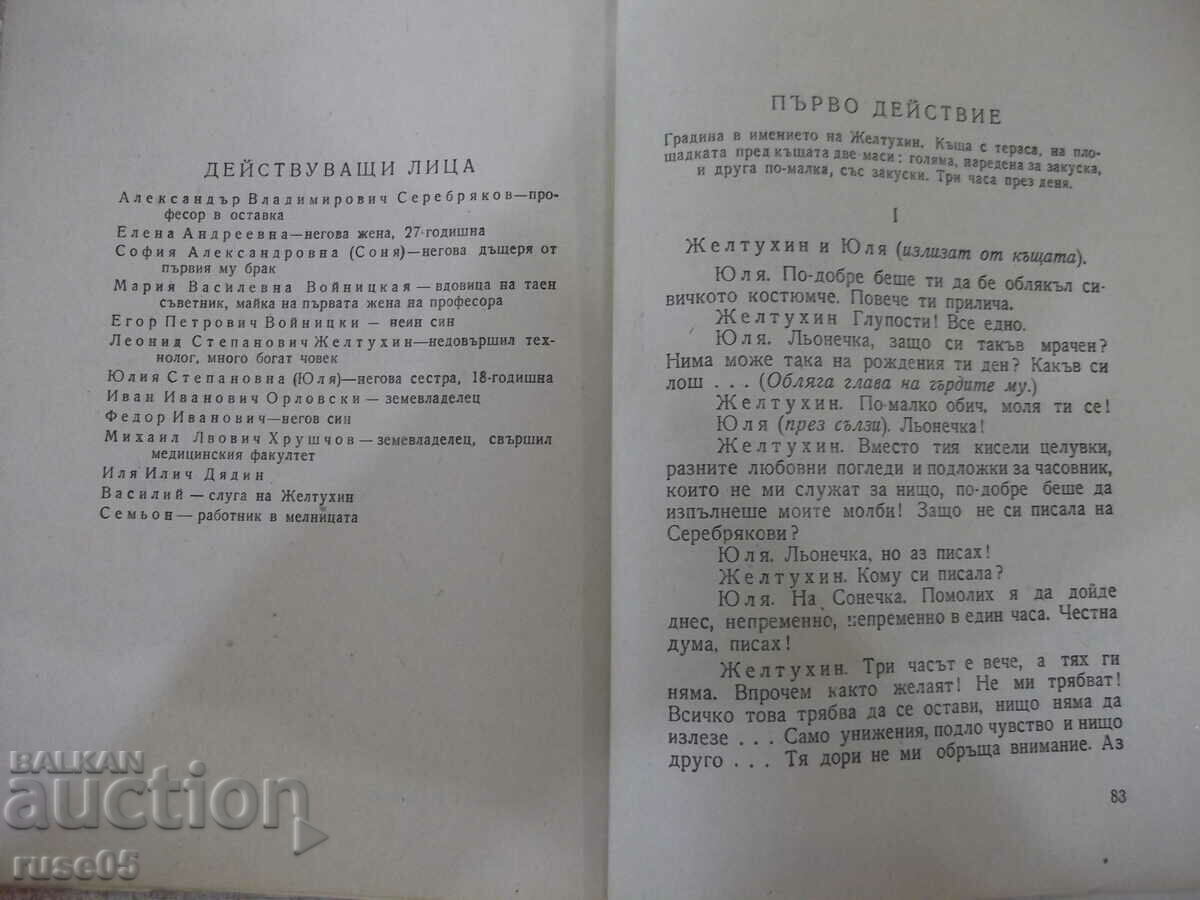 ДЕЙСТВУВАЩИ ЛИЦА
Александър Владимирович Серебряков—про-
фесор в оставка
Елена Андреевна—негова жена, 27-годишна
София Александровна (Соня)—негова дъщеря от
първия му брак
Мария Василевна Войницкая—вдовица на таен
съветник, майка на първата жена на професора
Егор Петрович Войницки — неин син
Леонид Степанович Желтухин—недовършил тех-
нолог, много богат човек
Юлия Степановна (Юля)—негова сестра, 18-годишна
Иван Иванович Орловски — земевладелец
Федор Иванович—негов син
Михаил Лвович Хрушчов—земевладелец, свършил
медицинския факултет
Иля Илич Дядин
Василий — слуга на Желтухин
Семьон—работник в мелницата
ПЪРВО ДЕЙСТВИЕ
Градина в имението на Желтухин. Къща с тераса, на пло-
щадката пред къщата две маси: голяма, наредена за закуска,
и друга по-малка, със закуски. Три часа през деня.
I
Желтухин и Юля (излизат от къщата).
Юля. По-добре беше ти да бе облякъл си-
вичкото костюмче. Повече ти прилича.
Желтухин Глупости! Все едно.
Юля. Льонечка, защо си такъв мрачен?
Нима може така на рождения ти ден? Какъв си
лош . . . (Обляга глава на гърдите му.)
Желтухин. По-малко обич, моля ти се!
Юля (през сълзи). Льонечка!
Желтухин. Вместо тия кисели целувки,
разните любовни погледи и подложки за часовник,
които не ми служат за нищо, по-добре беше да
изпълнеше моите молби! Защо не си писала на
Серебрякови?
Юля. Льонечка, но аз писах!
Желтухин. Кому си писала?
Юля. На Сонечка. Помолих я да дойде
днес, непременно, непременно в един часа. Честна
дума, писах!
Желтухин. Три часът е вече, а тях ги
няма. Впрочем както желаят! Не ми трябват!
Всичко това трябва да се остави, нищо няма да
излезе . . . Само унижения, подло чувство и нищо
друго . . . Тя дори не ми обръща внимание. Аз
83
BALKAN
auction
ruse05